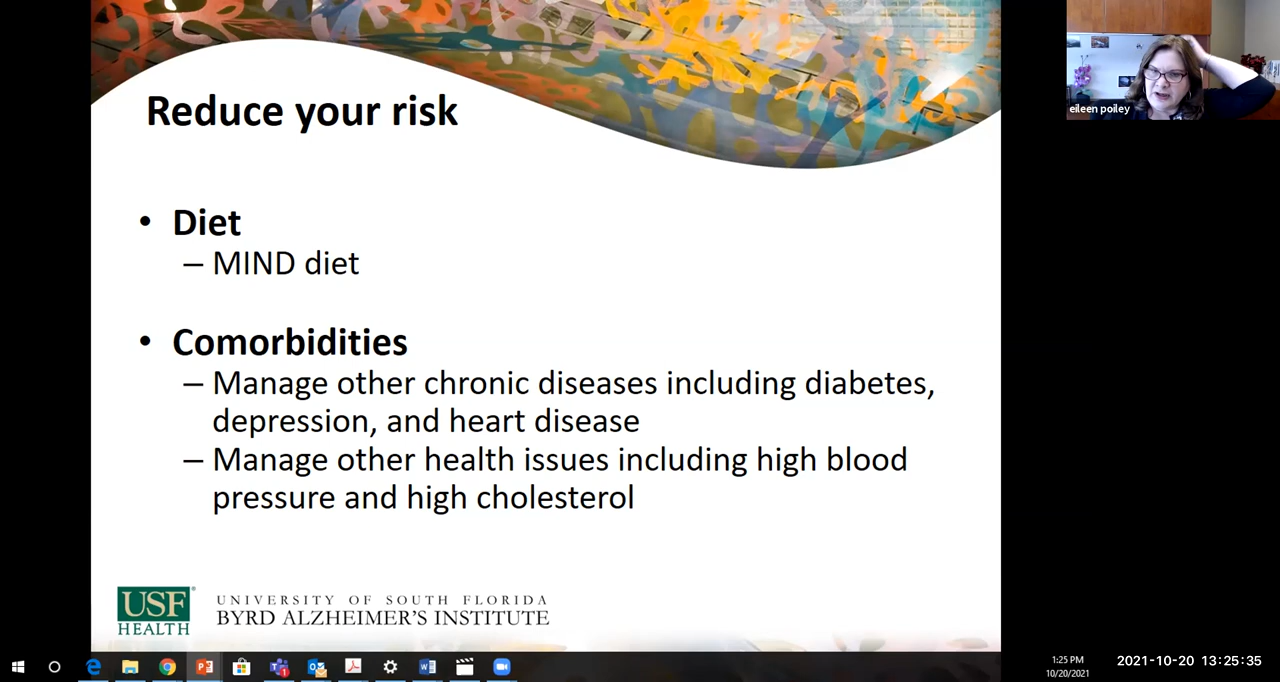 Reduce your risk
eileen poiley
• Diet
– MIND diet
• Comorbidities
– Manage other chronic diseases including diabetes,
depression, and heart disease
– Manage other health issues including high blood
pressure and high cholesterol
USF
HEALTH
UNIVERSITY OF SOUTH FLORIDA
BYRD ALZHEIMER'S INSTITUTE
1:25 PM
10/20/2021
2021-10-20 13:25:35